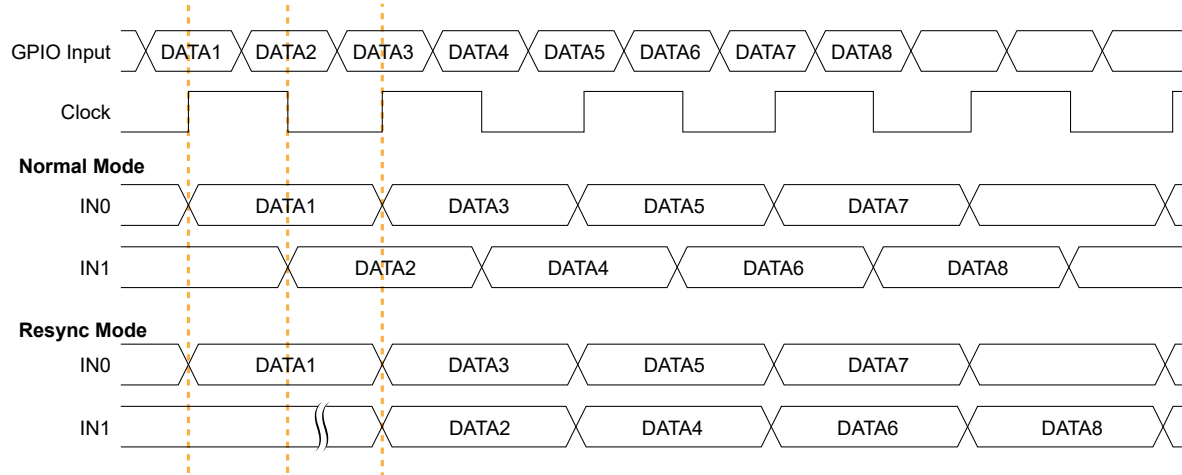 GPIO Input DATA1 DATA2 DATA3 DATA4 DATA5 DATA6 DATA7 DATA8
Clock
Normal Mode
IN0 DATA1 DATA3 DATA5 DATA7
IN1 DATA2 DATA4 DATA6 DATA8
Resync Mode
IN0 DATA1 DATA3 DATA5 DATA7
IN1 DATA2 DATA4 DATA6 DATA8